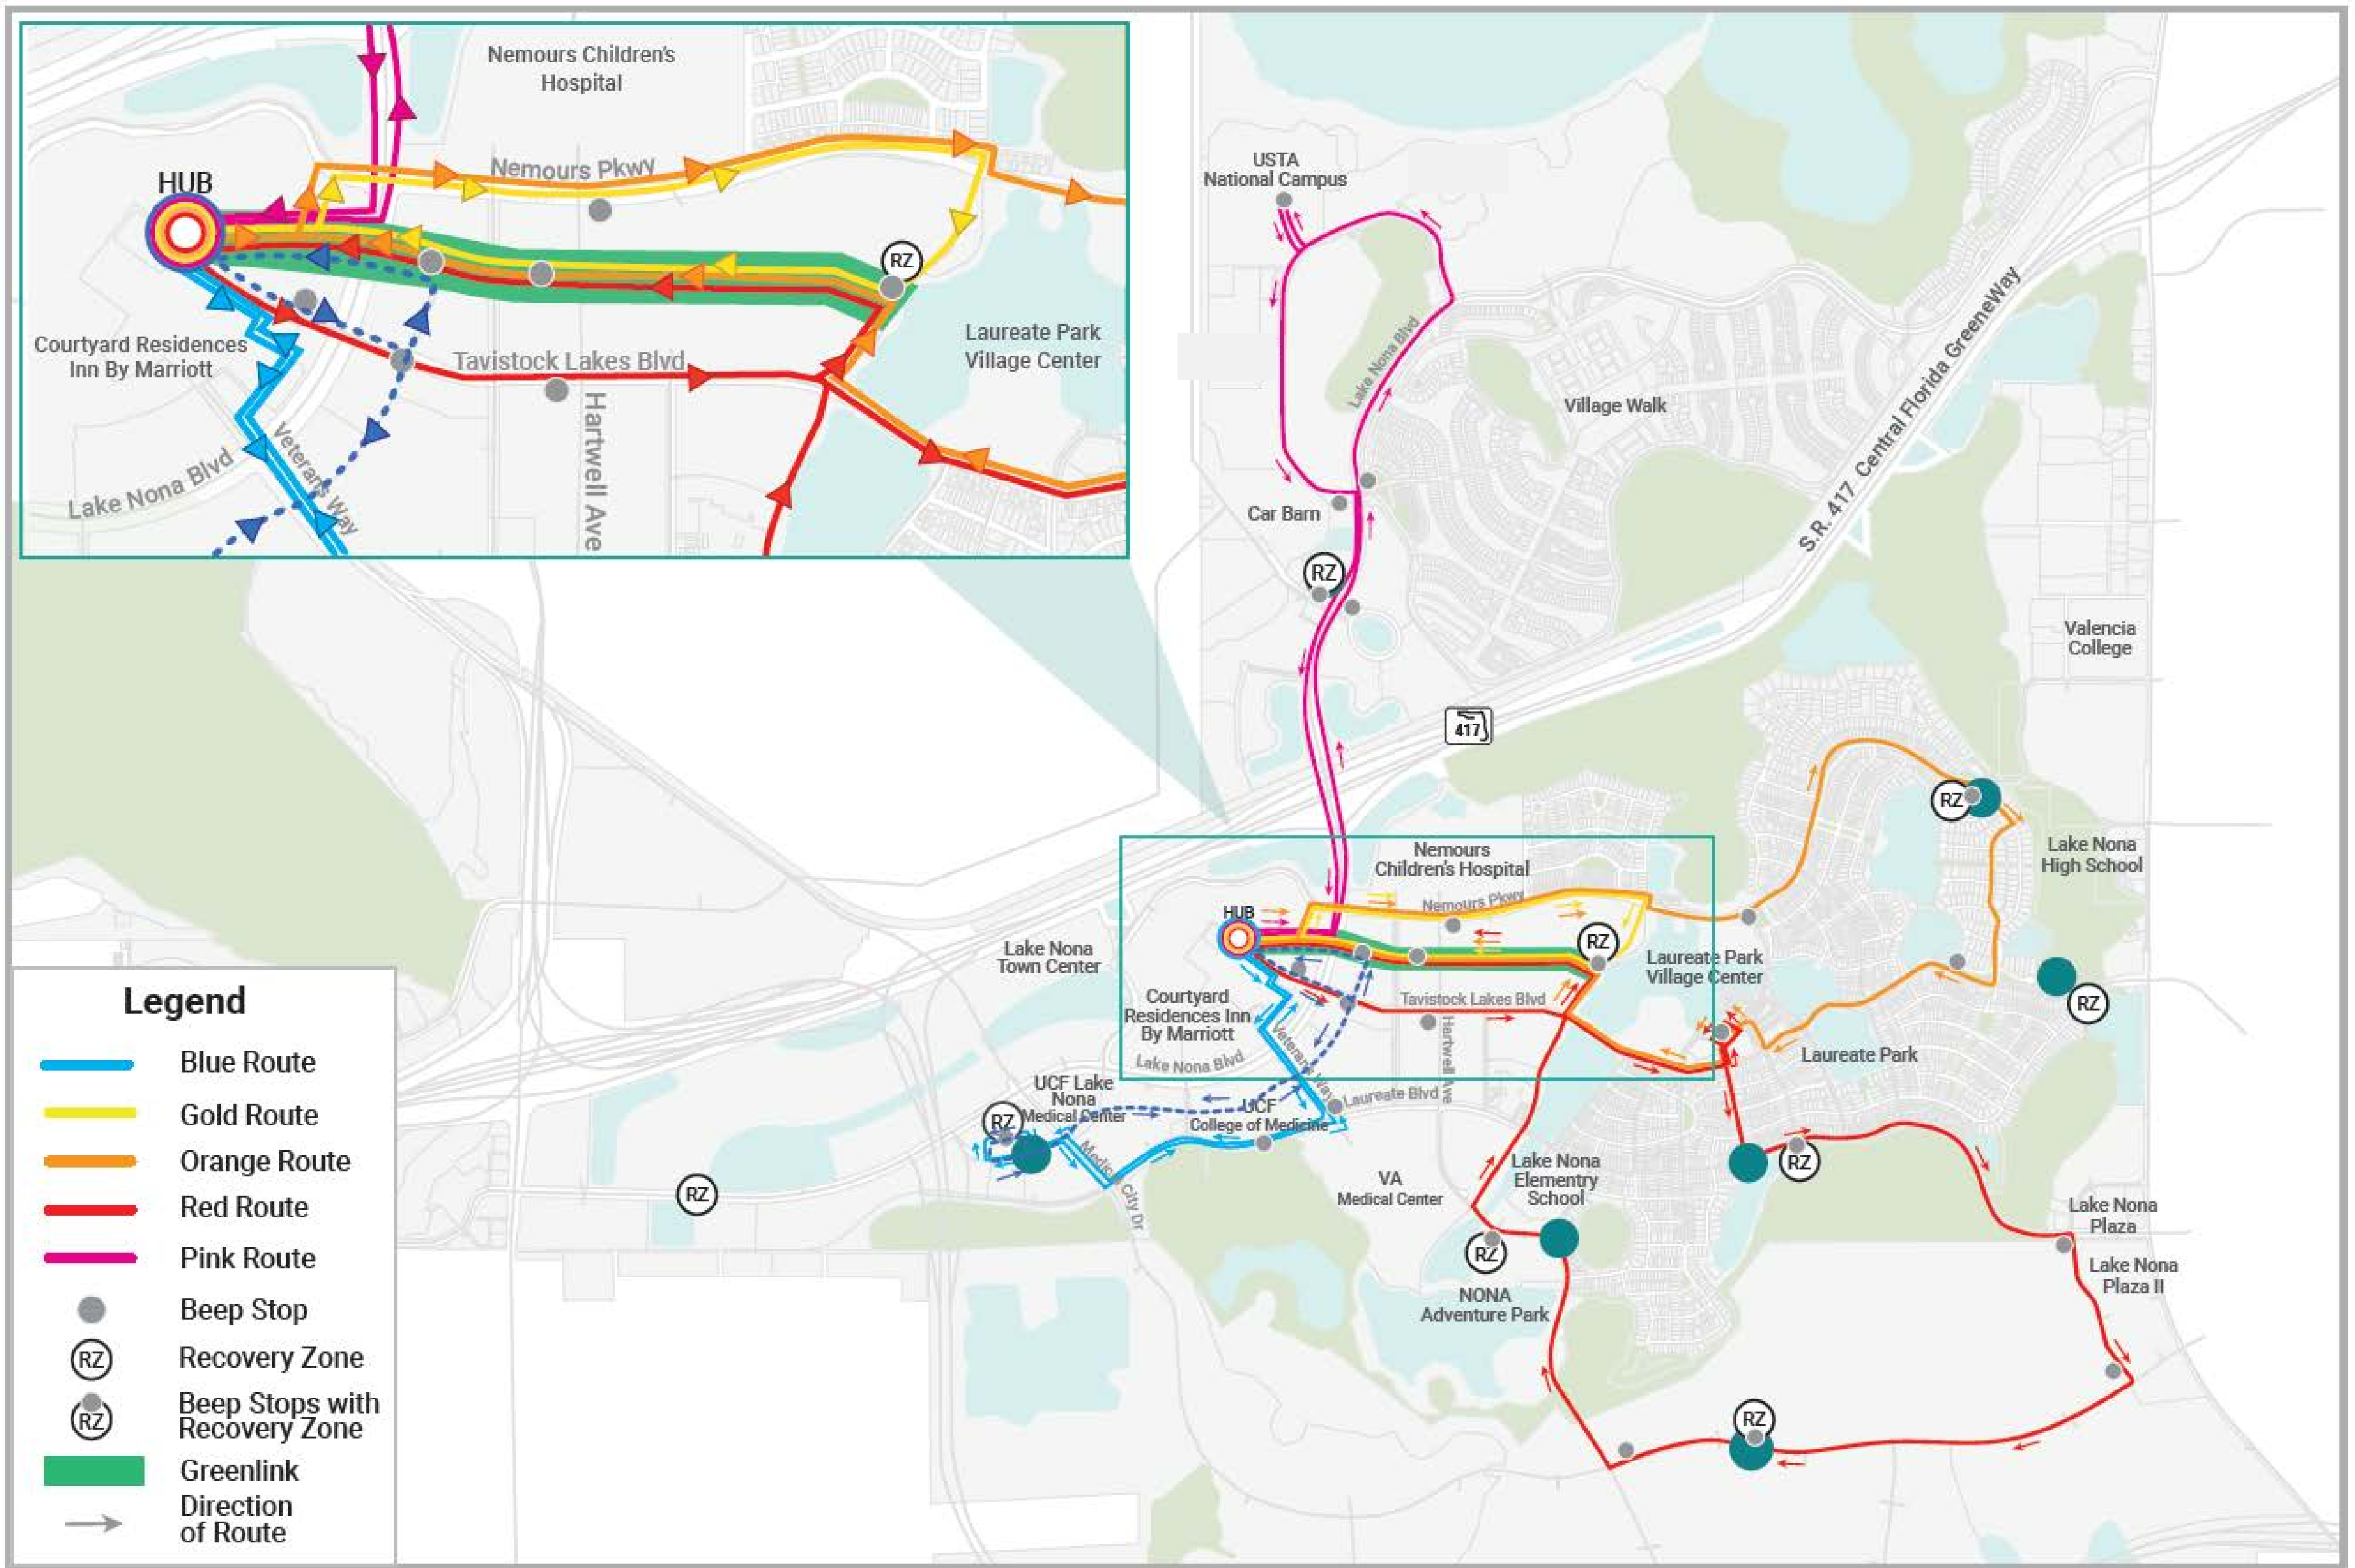 Nemours Children's
Hospital
HUB
Nemours Pkwy
RZ
Courtyard Residences
Inn By Marriott
Tavistock Lakes Blvd
Laureate Park
Village Center
Hartwell Ave
Veterans Way
Lake Nona Blvd
USTA
National Campus
Lake Nona Blvd
Village Walk
Car Barn
RZ
S.R. 417 Central Florida GreeneWay
Valencia
College
417
RZ
Lake Nona
High School
Nemours
Children's Hospital
Nemours Pkwy
HUB
RZ
Lake Nona
Town Center
Laureate Park
Village Center
RZ
Courtyard
Residences Inn
By Marriott
Tavistock Lakes Blvd
Hartwell Ave
Veterans Way
Lake Nona Blvd
Laureate Park
UCF Lake
Nona
Medical Center
RZ
Laureate Blvd
UCF
College of Medicine
Medical City Dr
RZ
VA
Medical Center
Lake Nona
Elementry
School
RZ
RZ
NONA
Adventure Park
Lake Nona
Plaza
Lake Nona
Plaza II
RZ
Legend
Blue Route
Gold Route
Orange Route
Red Route
Pink Route
Beep Stop
RZ Recovery Zone
RZ Beep Stops with
Recovery Zone
Greenlink
Direction
of Route